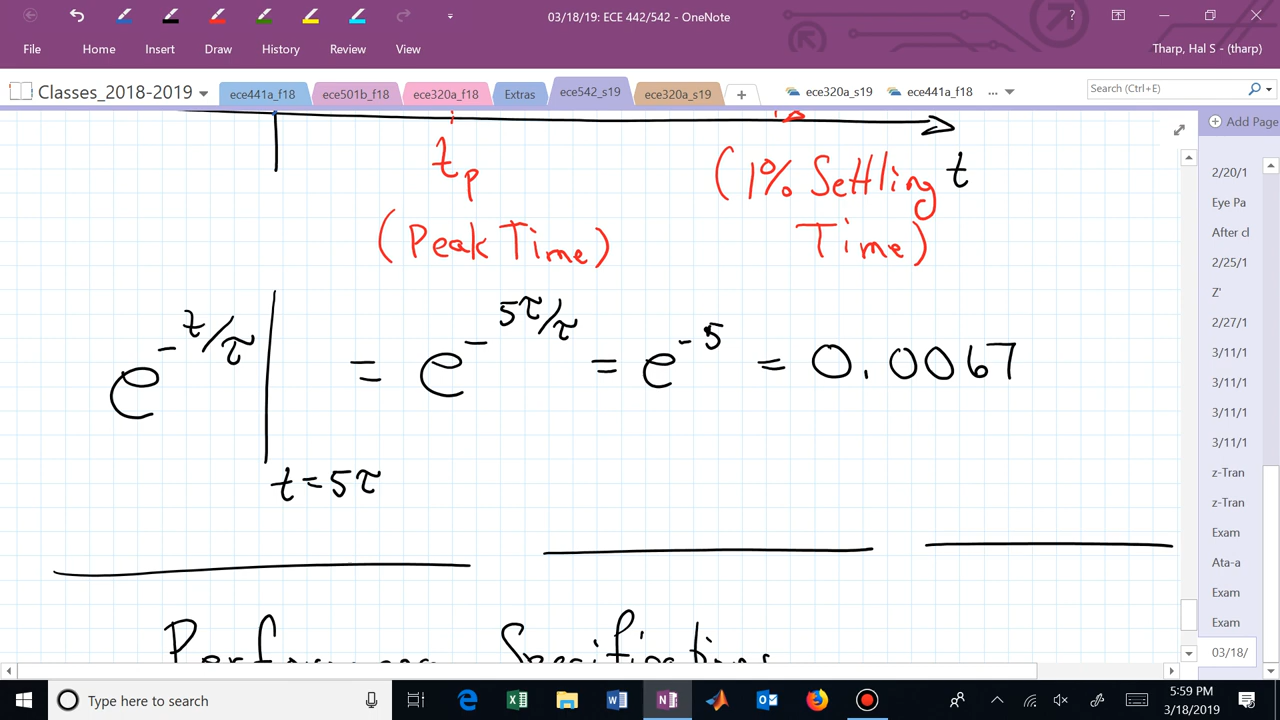 03/18/19: ECE 442/542 - OneNote
?
File Home Insert Draw History Review View
Tharp, Hal S - (tharp)
Classes_2018-2019 ece441a_f18 ece501b_f18 ece320a_f18 Extras ece542_s19 ece320a_s19 + ece320a_s19 ece441a_f18 ...
Search (Ctrl+E)
Add Page
2/20/1
Eye Pa
After cl
2/25/1
Z'
2/27/1
3/11/1
3/11/1
3/11/1
3/11/1
z-Tran
z-Tran
Exam
Ata-a
Exam
Exam
03/18/
t_p
(1% Settling t
(Peak Time) Time)
e^{-t/τ} | = e^{-5τ/τ} = e^{-5} = 0.0067
t=5τ
Performance Specifications
Type here to search
5:59 PM
3/18/2019